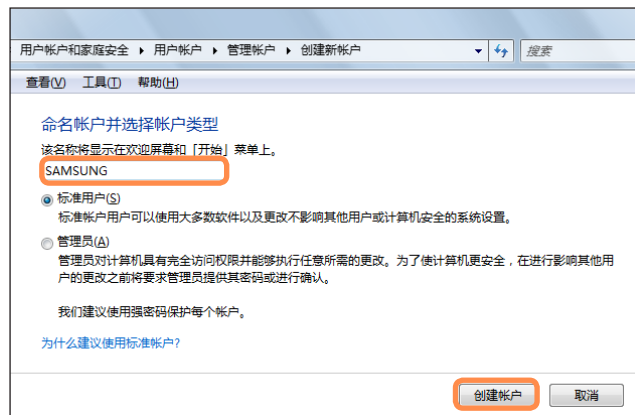 用户帐户和家庭安全 ▸ 用户帐户 ▸ 管理帐户 ▸ 创建新帐户 搜索
查看(V) 工具(T) 帮助(H)
命名帐户并选择帐户类型
该名称将显示在欢迎屏幕和「开始」菜单上。
SAMSUNG
标准用户(S)
标准帐户用户可以使用大多数软件以及更改不影响其他用户或计算机安全的系统设置。
管理员(A)
管理员对计算机具有完全访问权限并能够执行任意所需的更改。为了使计算机更安全，在进行影响其他用
户的更改之前将要求管理员提供其密码或进行确认。
我们建议使用强密码保护每个帐户。
为什么建议使用标准帐户?
创建帐户 取消